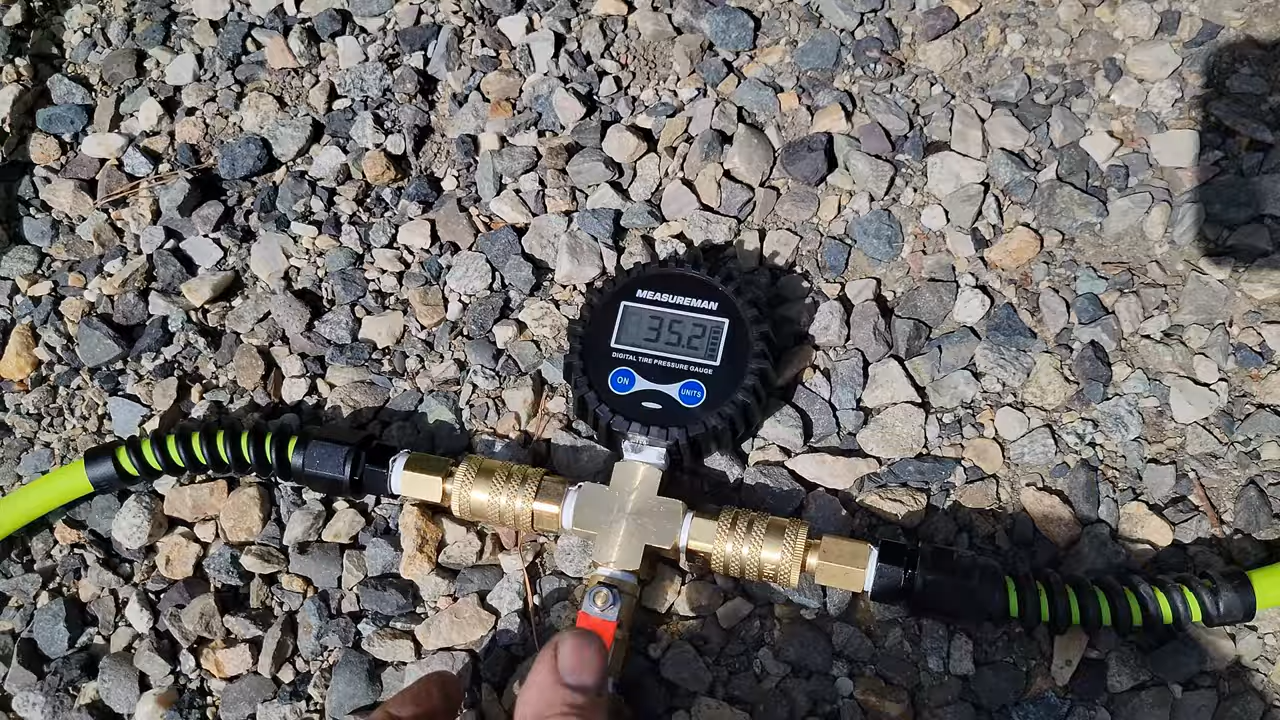 MEASUREMAN
35.2
DIGITAL TIRE PRESSURE GAUGE
ON
UNITS